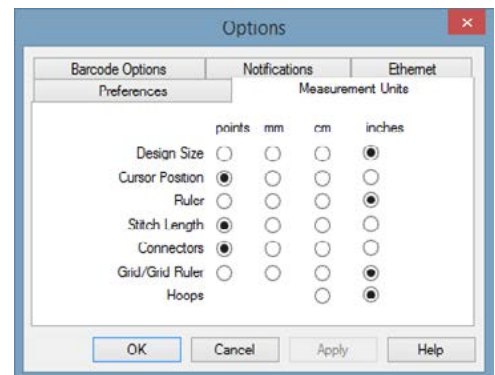 Options
Barcode Options Notifications Ethernet
Preferences Measurement Units
points mm cm inches
Design Size
Cursor Position
Ruler
Stitch Length
Connectors
Grid/Grid Ruler
Hoops
OK Cancel Apply Help